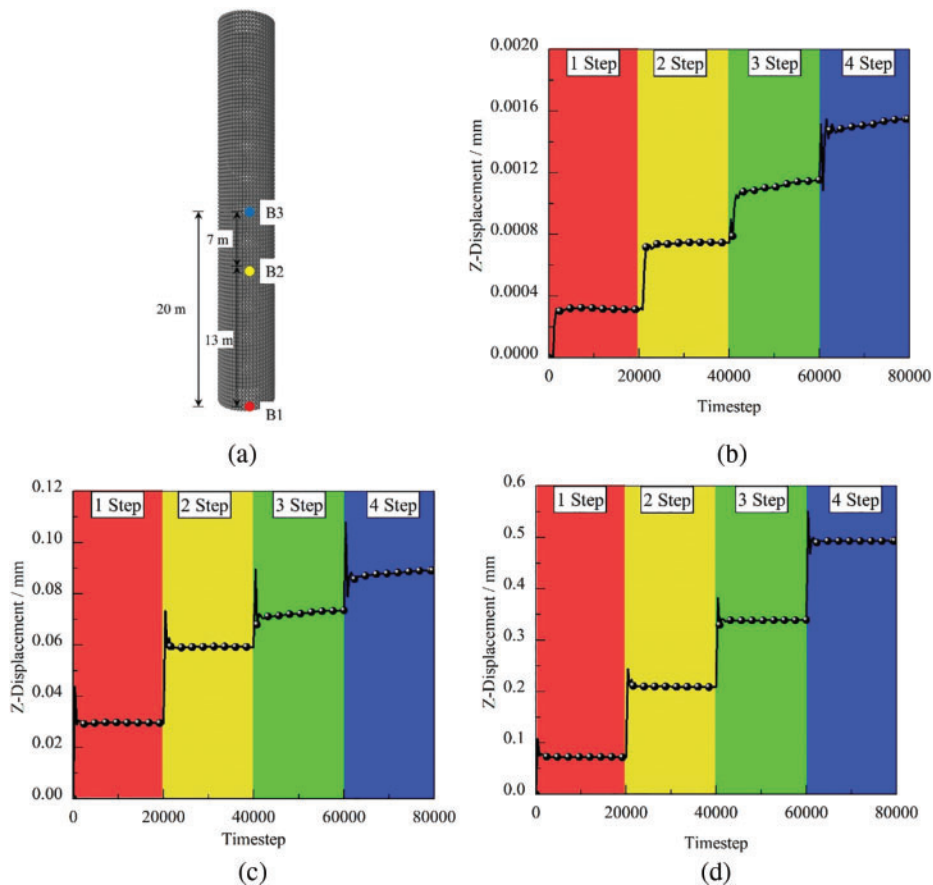 B3
7 m
B2
20 m
13 m
B1
(a)
0.0020
1 Step 2 Step 3 Step 4 Step
0.0016
0.0012
0.0008
0.0004
0.0000
Z-Displacement / mm
0 20000 40000 60000 80000
Timestep
(b)
0.12
1 Step 2 Step 3 Step 4 Step
0.10
0.08
0.06
0.04
0.02
0.00
Z-Displacement / mm
0 20000 40000 60000 80000
Timestep
(c)
0.6
1 Step 2 Step 3 Step 4 Step
0.5
0.4
0.3
0.2
0.1
0.0
Z-Displacement / mm
0 20000 40000 60000 80000
Timestep
(d)